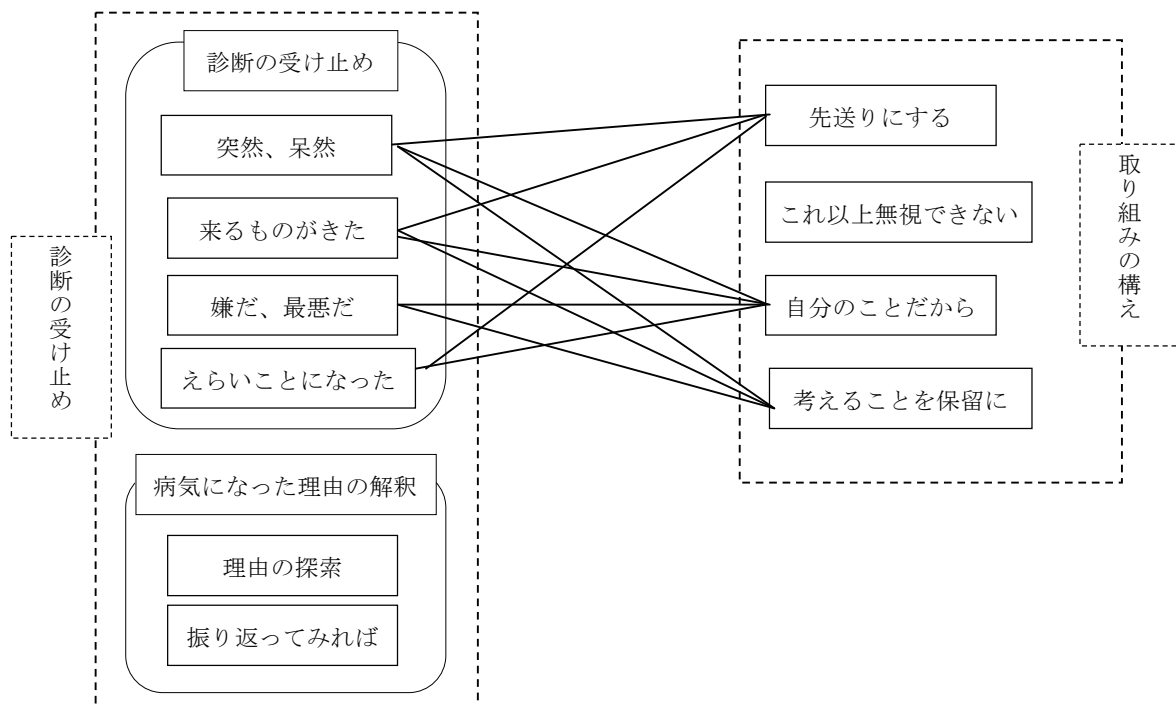 診断の受け止め
診断の受け止め
突然、呆然
来るものがきた
嫌だ、最悪だ
えらいことになった
病気になった理由の解釈
理由の探索
振り返ってみれば
先送りにする
これ以上無視できない
自分のことだから
考えることを保留に
取り組みの構え